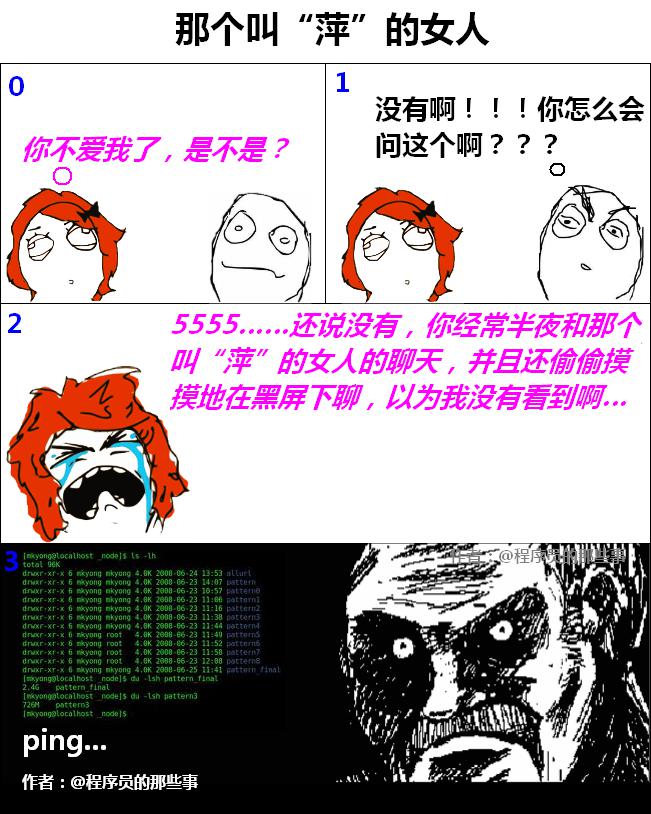 那个叫“萍”的女人
0
你不爱我了，是不是？
1
没有啊！！！你怎么会
问这个啊？？？
2
5555......还说没有，你经常半夜和那个
叫“萍”的女人的聊天，并且还偷偷摸
摸地在黑屏下聊，以为我没有看到啊...
3
[mkyong@localhost _node]$ ls -lh
total 96K
drwxr-xr-x 6 mkyong mkyong 4.0K 2008-06-24 13:53 allurl
drwxr-xr-x 6 mkyong mkyong 4.0K 2008-06-23 14:07 pattern
drwxr-xr-x 6 mkyong mkyong 4.0K 2008-06-23 10:57 pattern0
drwxr-xr-x 6 mkyong mkyong 4.0K 2008-06-23 11:06 pattern1
drwxr-xr-x 6 mkyong mkyong 4.0K 2008-06-23 11:16 pattern2
drwxr-xr-x 6 mkyong mkyong 4.0K 2008-06-23 11:38 pattern3
drwxr-xr-x 6 mkyong mkyong 4.0K 2008-06-23 11:44 pattern4
drwxr-xr-x 6 mkyong root   4.0K 2008-06-23 11:49 pattern5
drwxr-xr-x 6 mkyong root   4.0K 2008-06-23 11:52 pattern6
drwxr-xr-x 6 mkyong root   4.0K 2008-06-23 11:58 pattern7
drwxr-xr-x 6 mkyong root   4.0K 2008-06-23 12:08 pattern8
drwxr-xr-x 6 mkyong mkyong 4.0K 2008-06-25 11:41 pattern_final
[mkyong@localhost _node]$ du -lsh pattern_final
2.4G    pattern_final
[mkyong@localhost _node]$ du -lsh pattern3
726M    pattern3
[mkyong@localhost _node]$
作者：@程序员的那些事
ping...
作者：@程序员的那些事